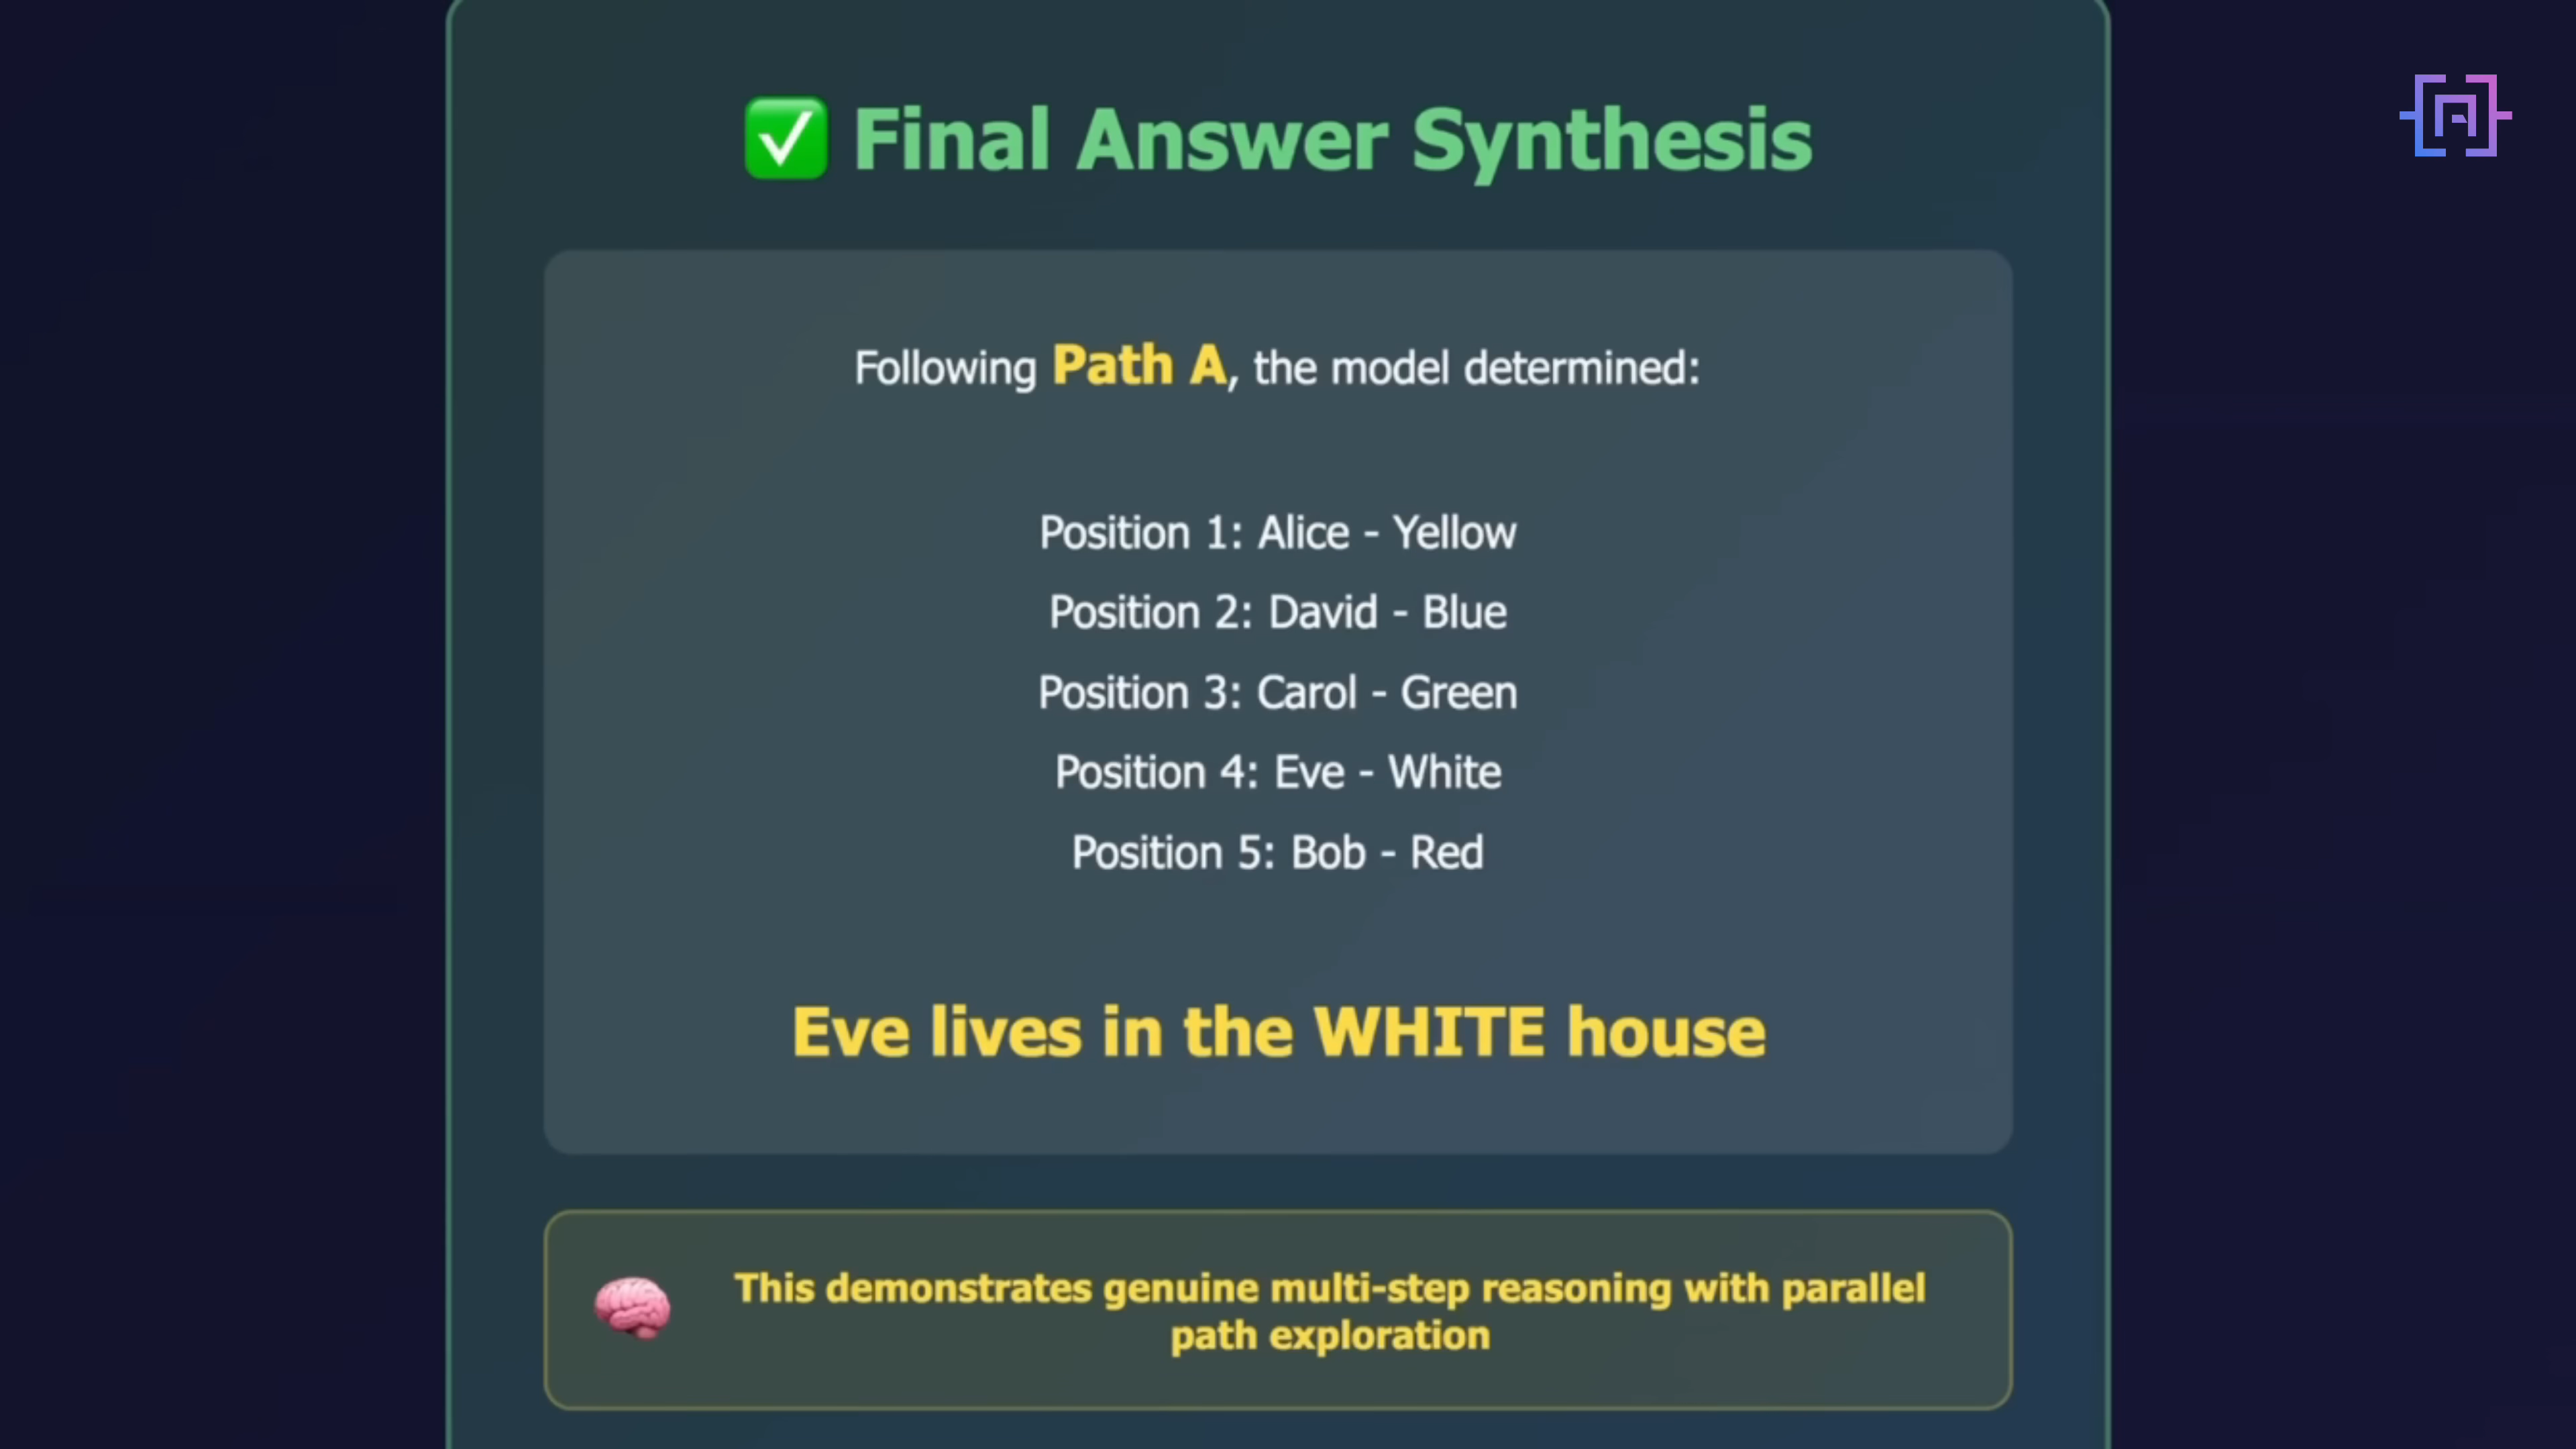 ✅ Final Answer Synthesis
Following Path A, the model determined:
Position 1: Alice - Yellow
Position 2: David - Blue
Position 3: Carol - Green
Position 4: Eve - White
Position 5: Bob - Red
Eve lives in the WHITE house
This demonstrates genuine multi-step reasoning with parallel
path exploration